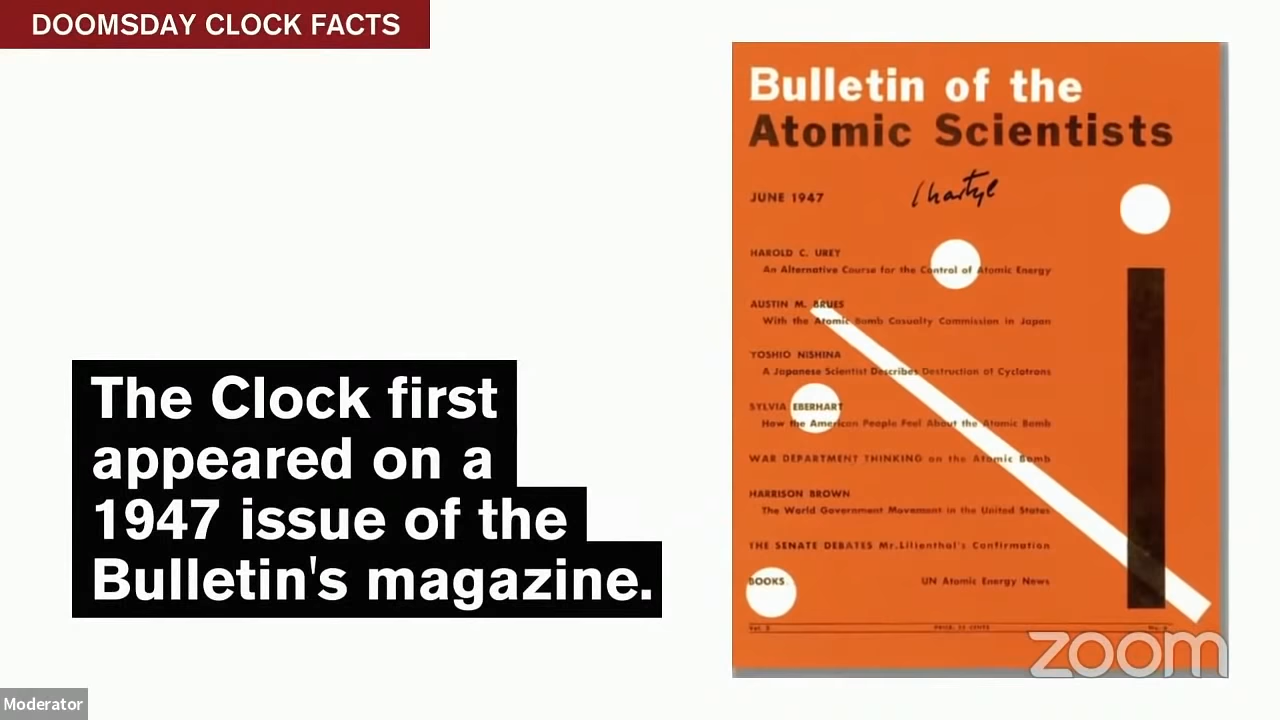 DOOMSDAY CLOCK FACTS
The Clock first
appeared on a
1947 issue of the
Bulletin's magazine.
Bulletin of the
Atomic Scientists
JUNE 1947
HAROLD C. UREY
An Alternative Course for the Control of Atomic Energy
AUSTIN M. BRUES
With the Atomic Bomb Casualty Commission in Japan
YOSHIO NISHINA
A Japanese Scientist Describes Destruction of Cyclotrons
SYLVIA EBERHART
How the American People Feel About the Atomic Bomb
WAR DEPARTMENT THINKING on the Atomic Bomb
HARRISON BROWN
The World Government Movement in the United States
THE SENATE DEBATES Mr. Lilienthal's Confirmation
BOOKS UN Atomic Energy News
PRICE: 25 CENTS
zoom
Moderator